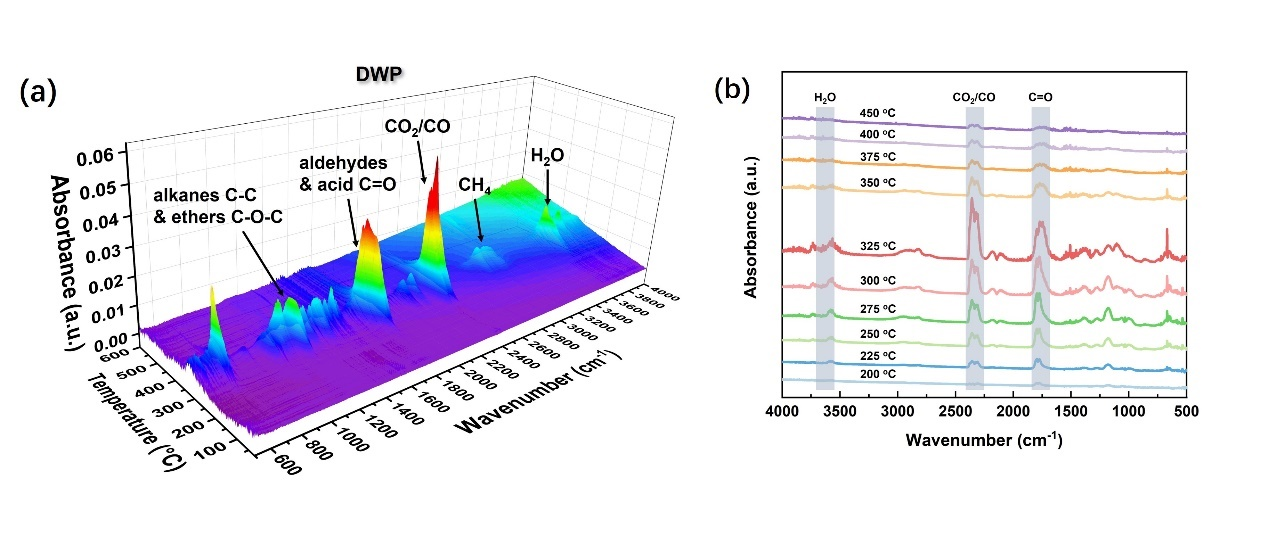 (a)
DWP
CO₂/CO
aldehydes
& acid C=O
H₂O
CH₄
alkanes C-C
& ethers C-O-C
Absorbance (a.u.)
0.06
0.05
0.04
0.03
0.02
0.01
0.00
600
500
400
300
200
100
Temperature (°C)
600
800
1000
1200
1400
1600
1800
2000
2200
2400
2600
2800
3000
3200
3400
3600
3800
4000
Wavenumber (cm⁻¹)
(b)
H₂O
CO₂/CO
C=O
450 °C
400 °C
375 °C
350 °C
325 °C
300 °C
275 °C
250 °C
225 °C
200 °C
Absorbance (a.u.)
4000 3500 3000 2500 2000 1500 1000 500
Wavenumber (cm⁻¹)